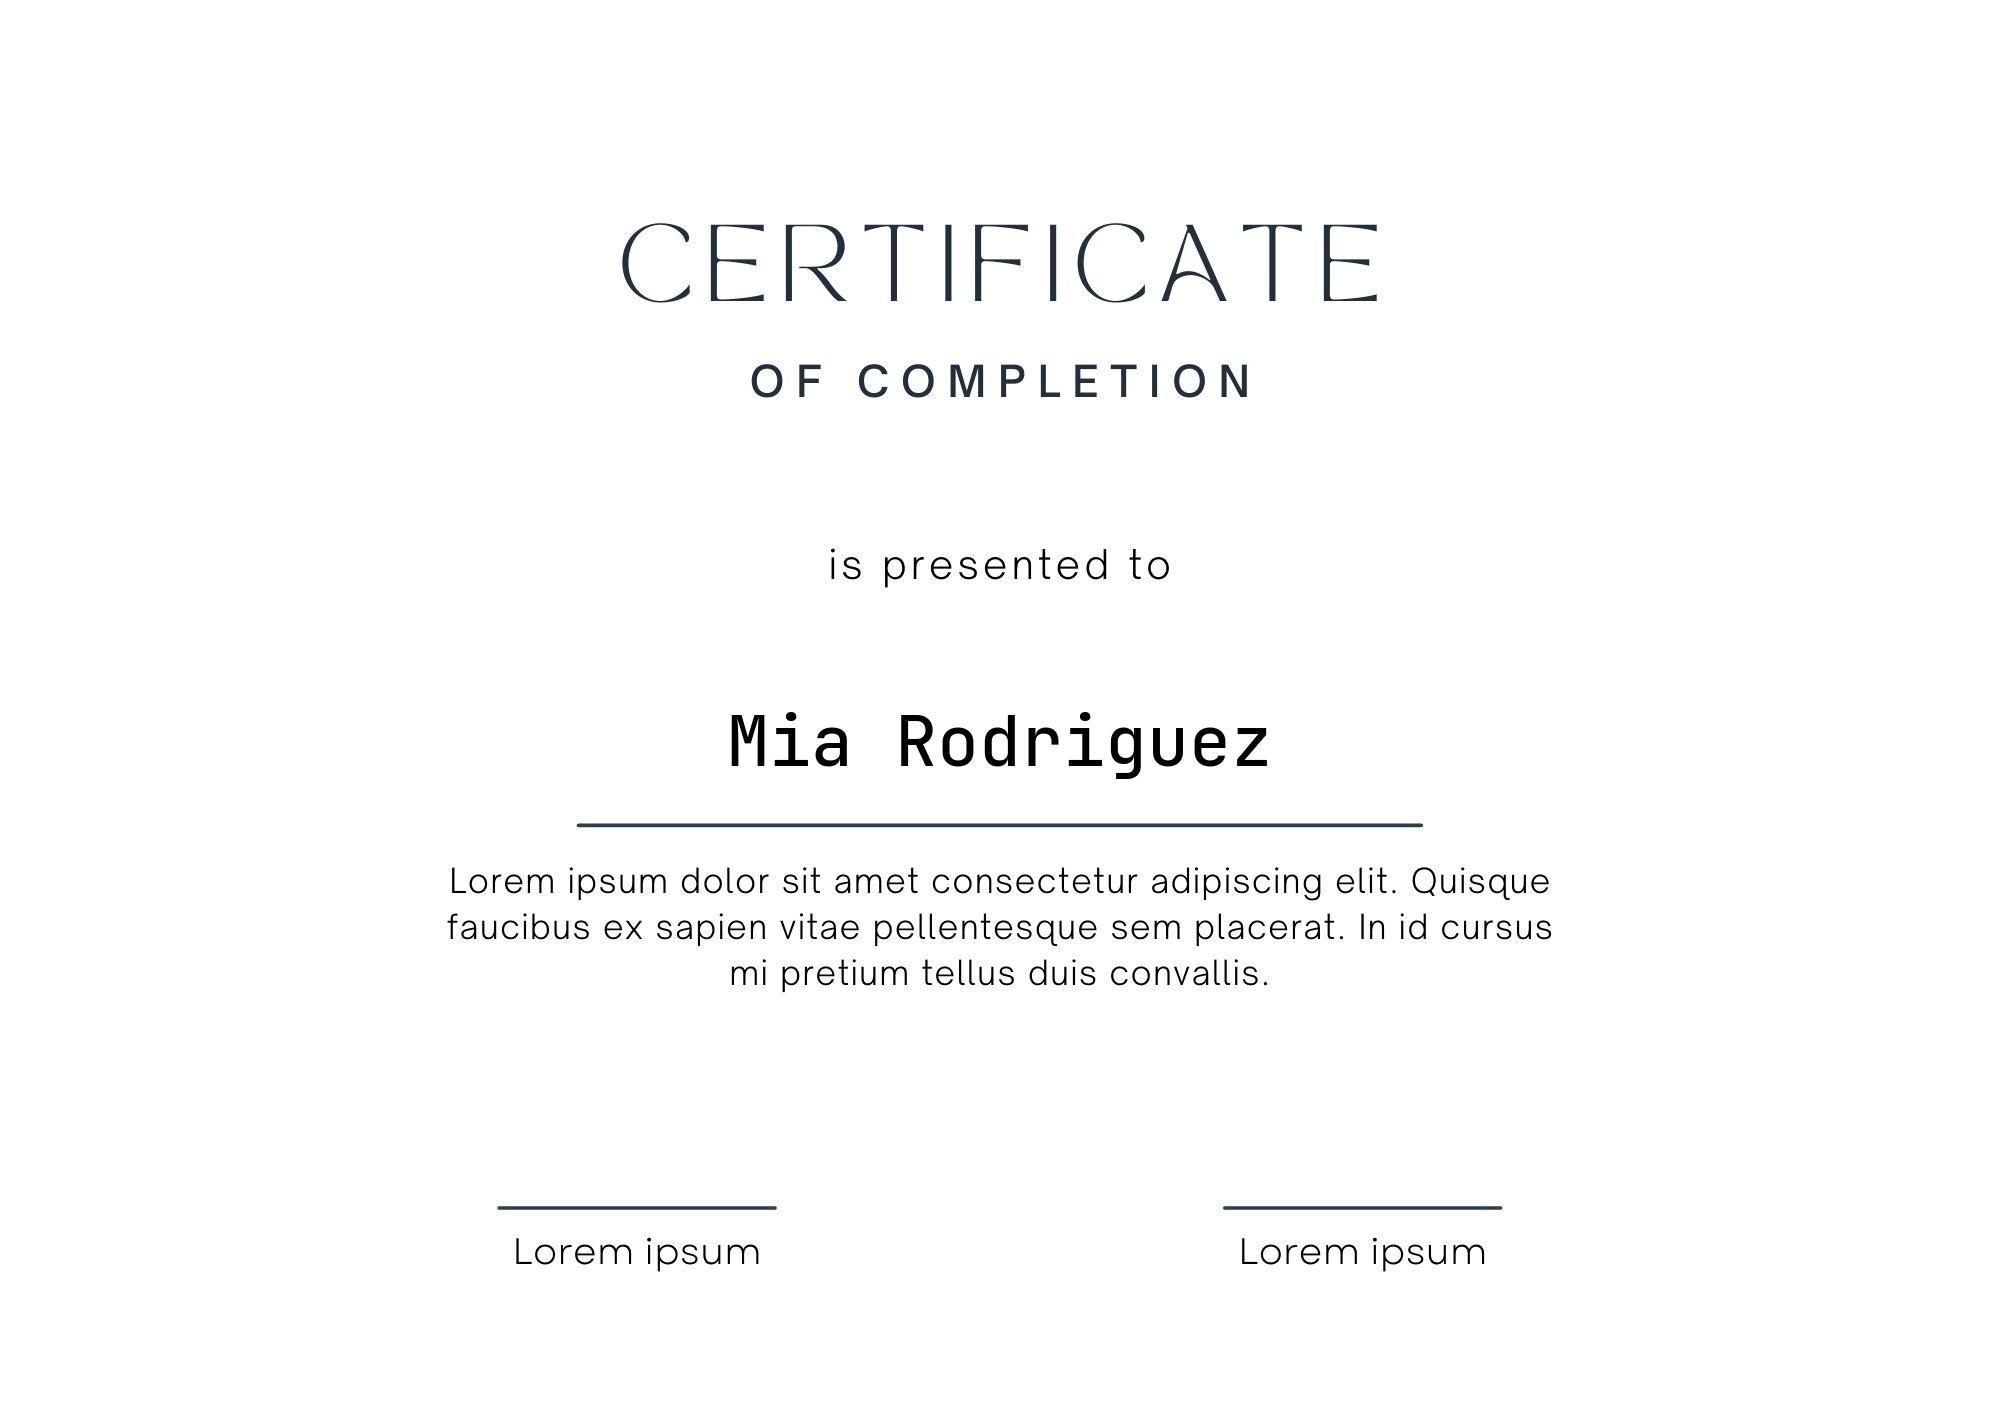 CERTIFICATE
OF COMPLETION
is presented to
Mia Rodriguez
Lorem ipsum dolor sit amet consectetur adipiscing elit. Quisque
faucibus ex sapien vitae pellentesque sem placerat. In id cursus
mi pretium tellus duis convallis.
Lorem ipsum
Lorem ipsum